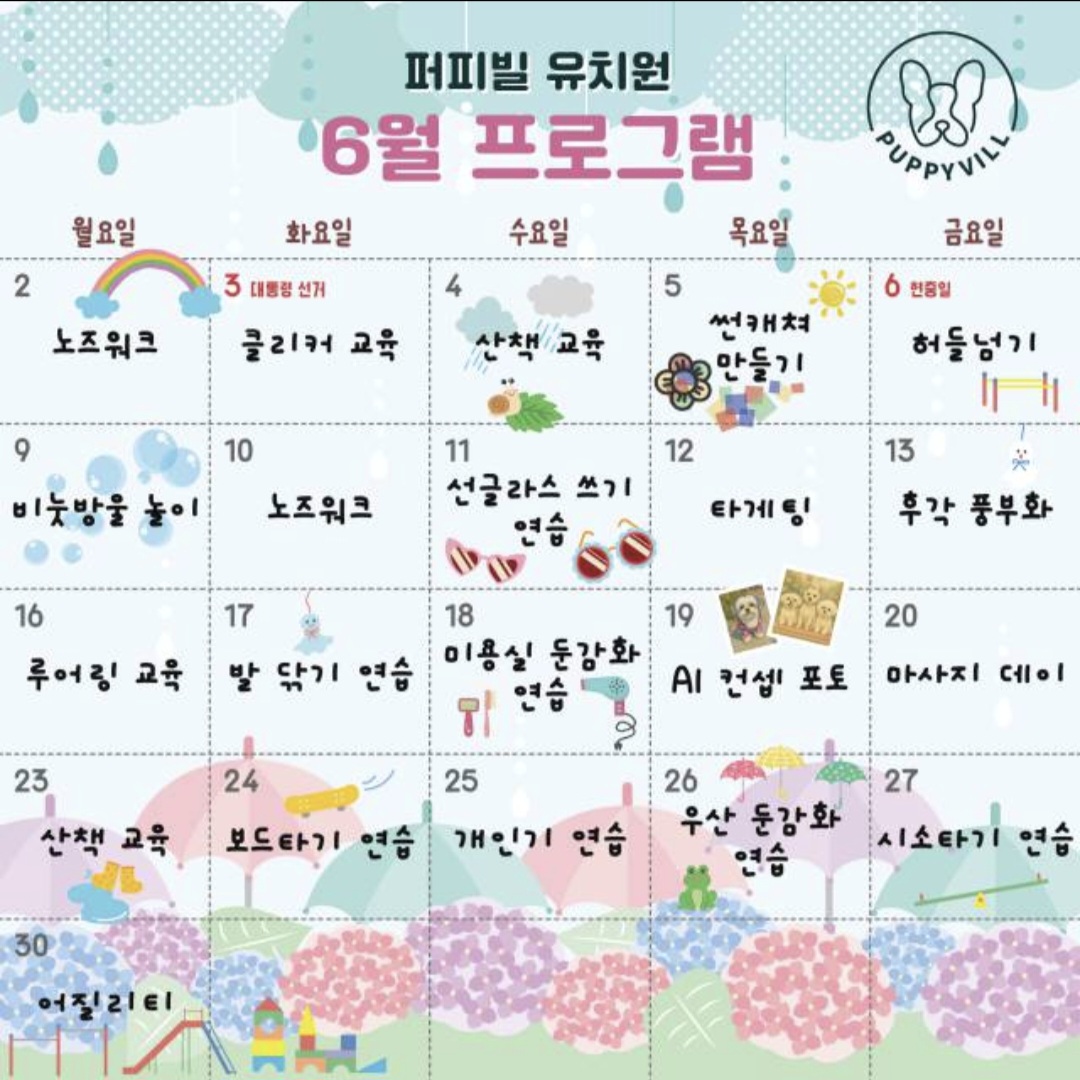 퍼피빌 유치원
6월 프로그램
PUPPYVILL
월요일 화요일 수요일 목요일 금요일
2
노즈워크
3 대통령 선거
클리커 교육
4
산책 교육
5
썬캐쳐
만들기
6 현충일
허들넘기
9
비눗방울 놀이
10
노즈워크
11
선글라스 쓰기
연습
12
타게팅
13
후각 풍부화
16
루어링 교육
17
발 닦기 연습
18
미용실 둔감화
연습
19
AI 컨셉 포토
20
마사지 데이
23
산책 교육
24
보드타기 연습
25
개인기 연습
26
우산 둔감화
연습
27
시소타기 연습
30
어질리티